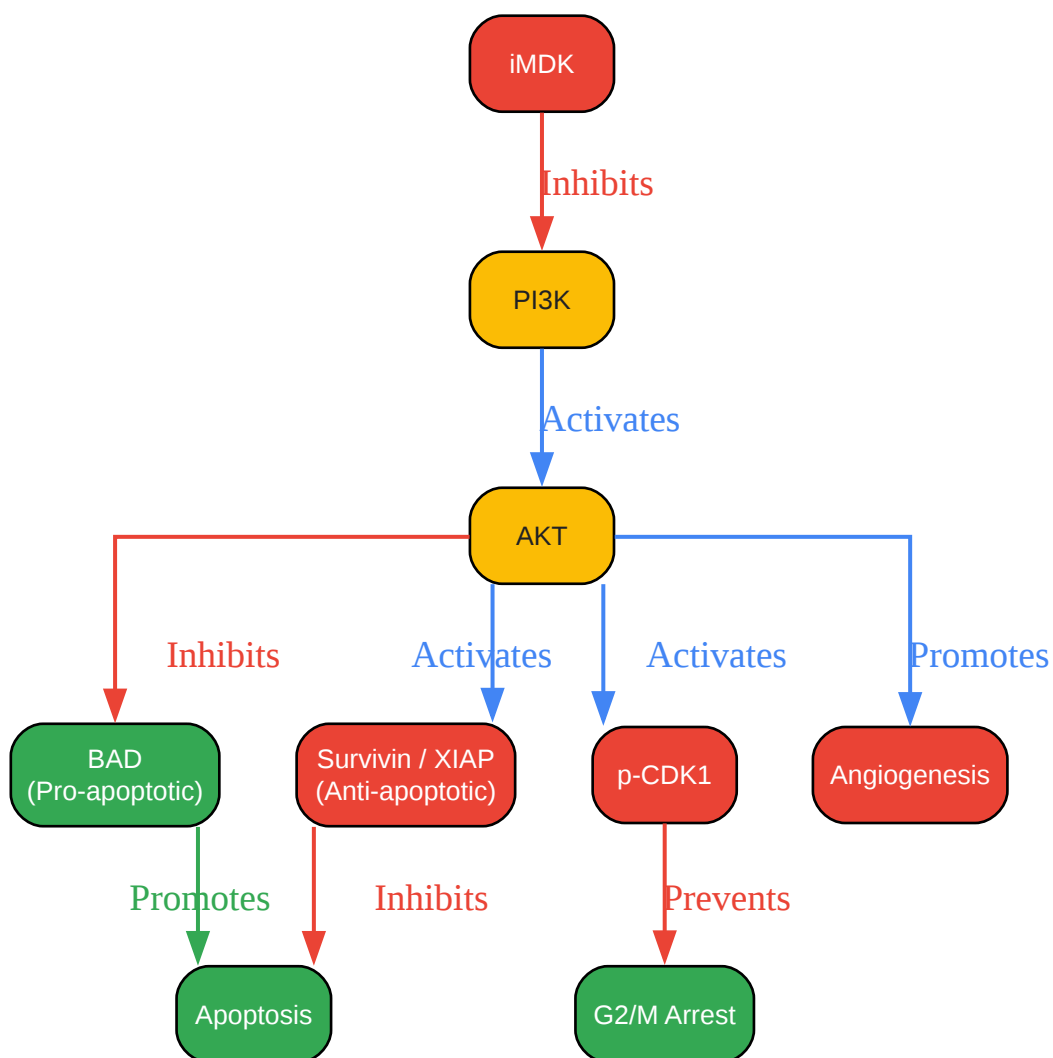 iMDK
Inhibits
PI3K
Activates
AKT
Inhibits
Activates
Activates
Promotes
BAD
(Pro-apoptotic)
Survivin / XIAP
(Anti-apoptotic)
p-CDK1
Angiogenesis
Promotes
Inhibits
Prevents
Apoptosis
G2/M Arrest